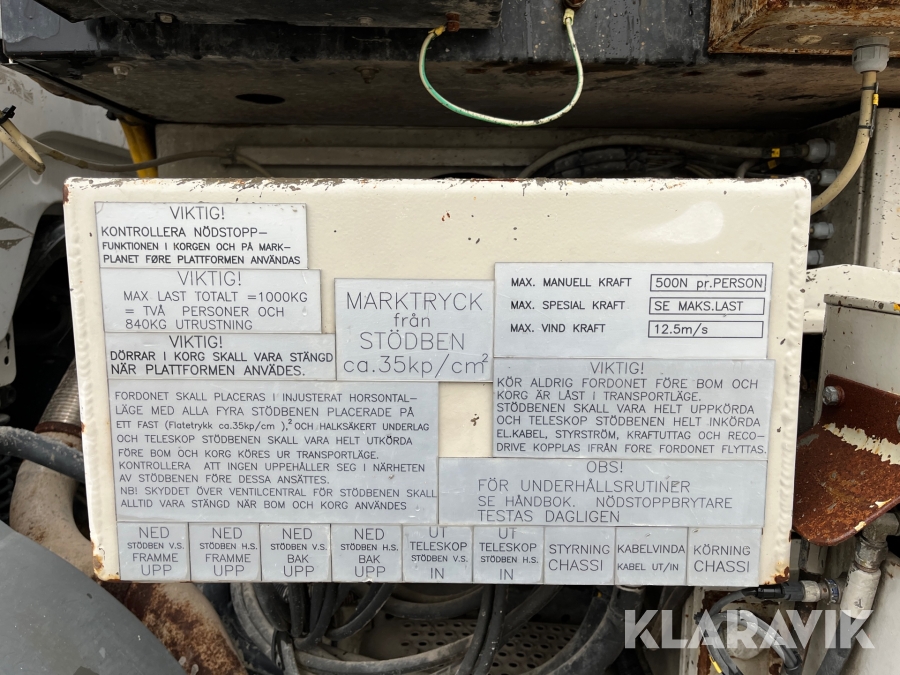 VIKTIG!
KONTROLLERA NÖDSTOPP-
FUNKTIONEN I KORGEN OCH PÅ MARK-
PLANET FØRE PLATTFORMEN ANVÄNDAS
VIKTIG!
MAX LAST TOTALT =1000KG
= TVÅ PERSONER OCH
840KG UTRUSTNING
VIKTIG!
DÖRRAR I KORG SKALL VARA STÄNGD
NÄR PLATTFORMEN ANVÆDES.
MARKTRYCK
från
STÖDBEN
ca.35kp/cm²
MAX. MANUELL KRAFT 500N pr.PERSON
MAX. SPESIAL KRAFT SE MAKS.LAST
MAX. VIND KRAFT 12.5m/s
FORDONET SKALL PLACERAS I INJUSTERAT HORSONTAL-
LÄGE MED ALLA FYRA STÖDBENEN PLACERADE PÅ
ETT FAST (Flatetrykk ca.35kp/cm ),² OCH HALKSÄKERT UNDERLAG
OCH TELESKOP STÖDBENEN SKALL VARA HELT UTKÖRDA
FÖRE BOM OCH KORG KÖRES UR TRANSPORTLÄGE.
KONTROLLERA ATT INGEN UPPEHÅLLER SEG I NÄRHETEN
AV STÖDBENEN FÖRE DESSA ANSÄTTES.
NB! SKYDDET ÖVER VENTILCENTRAL FÖR STÖDBENEN SKALL
ALLTID VARA STÄNGD NÄR BOM OCH KORG ANVÄNDES
VIKTIG!
KÖR ALDRIG FORDONET FÖRE BOM OCH
KORG ÄR LÅST I TRANSPORTLÄGE.
STÖDBENEN SKALL VARA HELT UPPKÖRDA
OCH TELESKOP STÖDBENEN HELT INKÖRDA
EL.KABEL, STYRSTRÖM, KRAFTUTTAG OCH RECO-
DRIVE KOPPLAS IFRÅN FORE FORDONET FLYTTAS.
OBS!
FÖR UNDERHÅLLSRUTINER
SE HÅNDBOK. NÖDSTOPPBRYTARE
TESTAS DAGLIGEN
NED
STÖDBEN V.S.
FRAMME
UPP
NED
STÖDBEN H.S.
FRAMME
UPP
NED
STÖDBEN V.S.
BAK
UPP
NED
STÖDBEN H.S.
BAK
UPP
UT
TELESKOP
STÖDBEN V.S.
IN
UT
TELESKOP
STÖDBEN H.S.
IN
STYRNING
CHASSI
KABELVINDA
KABEL UT/IN
KÖRNING
CHASSI
KLARAVIK